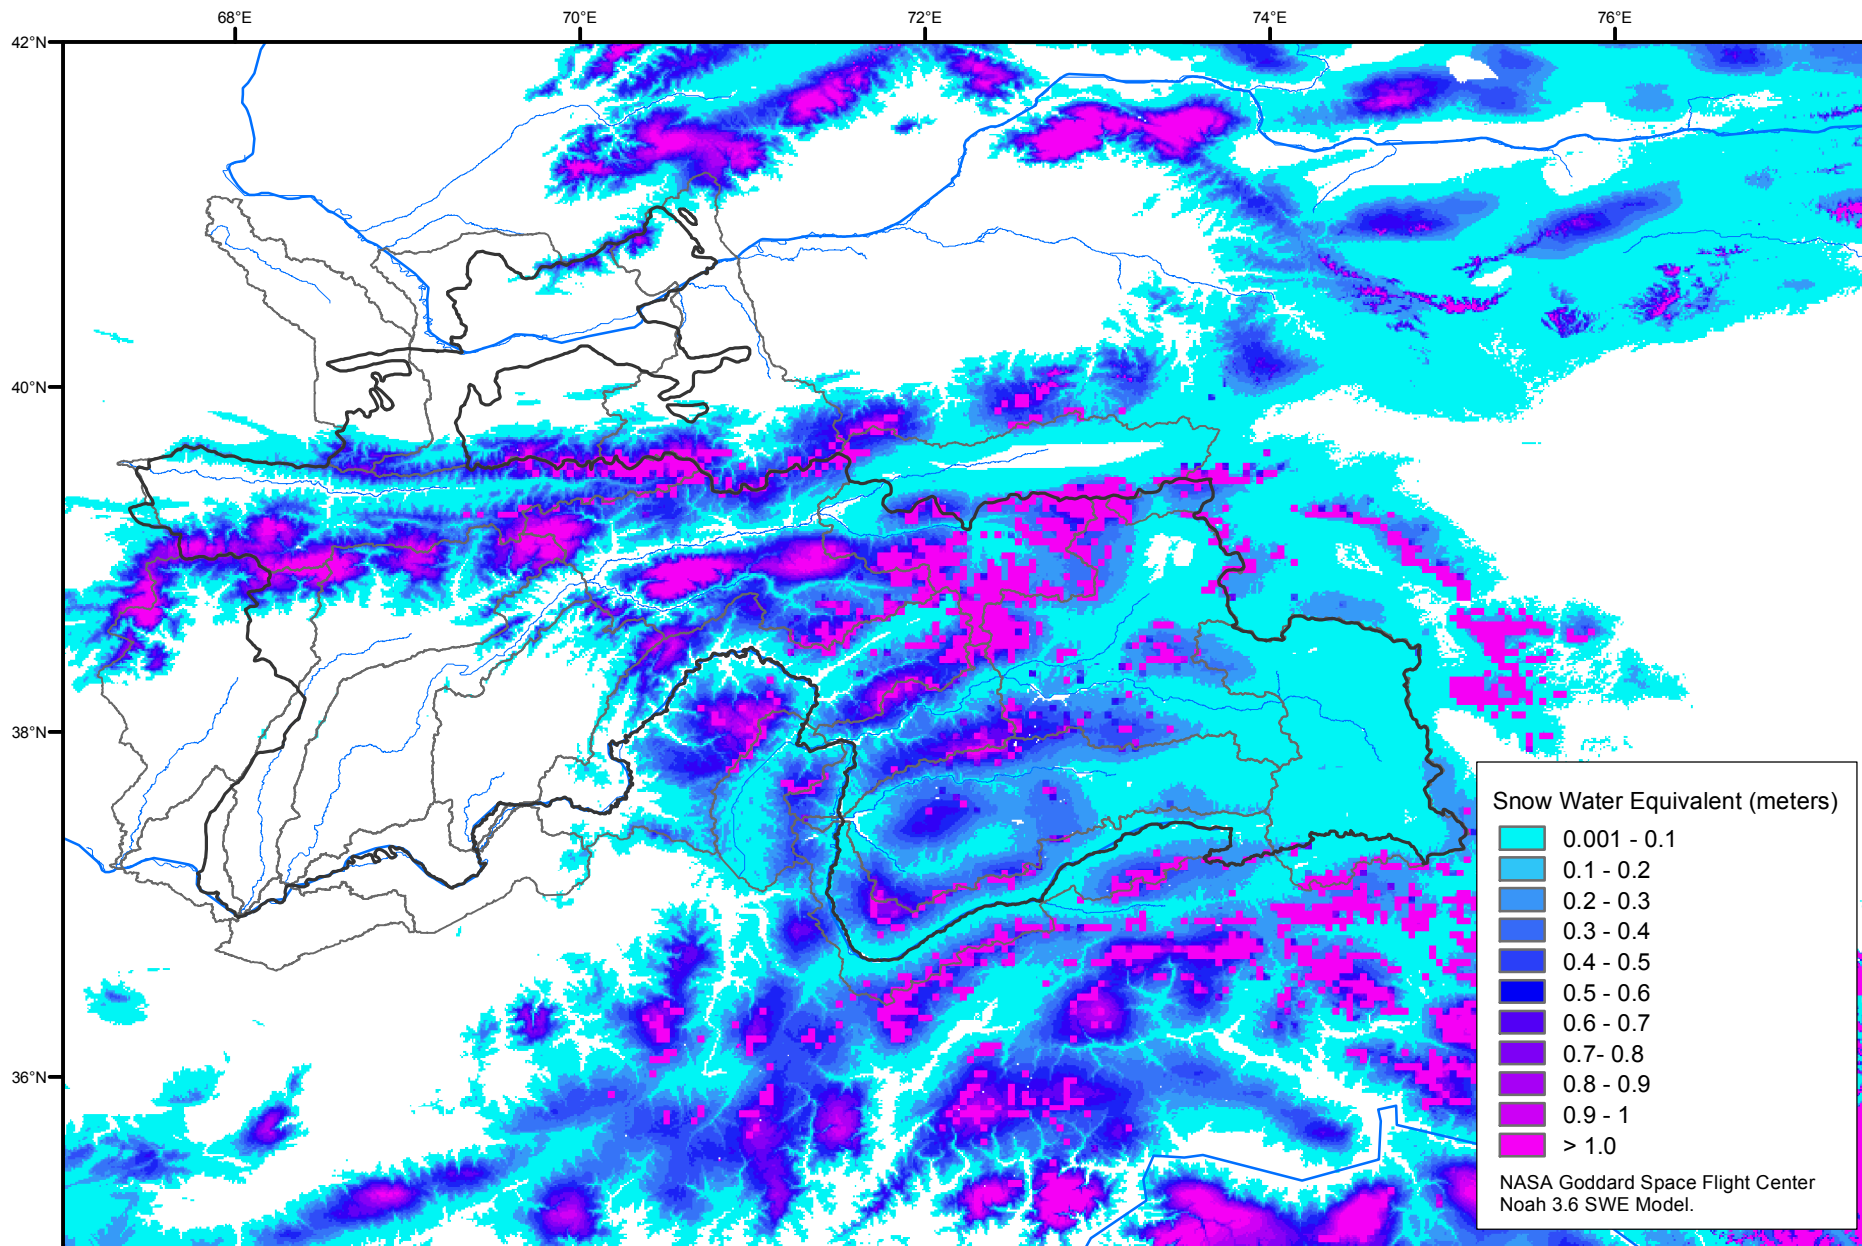 68°E 70°E 72°E 74°E 76°E
42°N
40°N
38°N
36°N
Snow Water Equivalent (meters)
0.001 - 0.1
0.1 - 0.2
0.2 - 0.3
0.3 - 0.4
0.4 - 0.5
0.5 - 0.6
0.6 - 0.7
0.7- 0.8
0.8 - 0.9
0.9 - 1
> 1.0
NASA Goddard Space Flight Center
Noah 3.6 SWE Model.